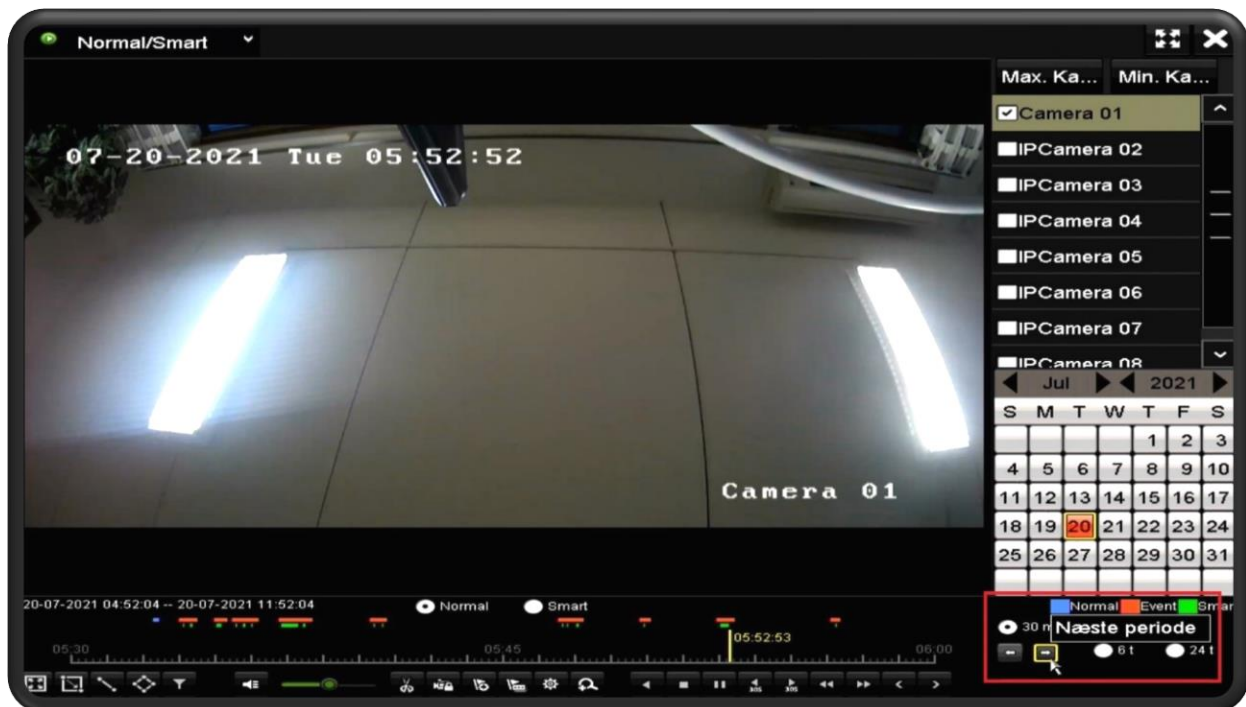 Normal/Smart
Max. Ka... Min. Ka...
07-20-2021 Tue 05:52:52
Camera 01
Camera 01
IPCamera 02
IPCamera 03
IPCamera 04
IPCamera 05
IPCamera 06
IPCamera 07
IPCamera 08
Jul 2021
S M T W T F S
1 2 3
4 5 6 7 8 9 10
11 12 13 14 15 16 17
18 19 20 21 22 23 24
25 26 27 28 29 30 31
20-07-2021 04:52:04 -- 20-07-2021 11:52:04
Normal Smart
Normal Event Smar
30 m
Næste periode
6 t 24 t
05:30 05:45 05:52:53 06:00
30S 30S